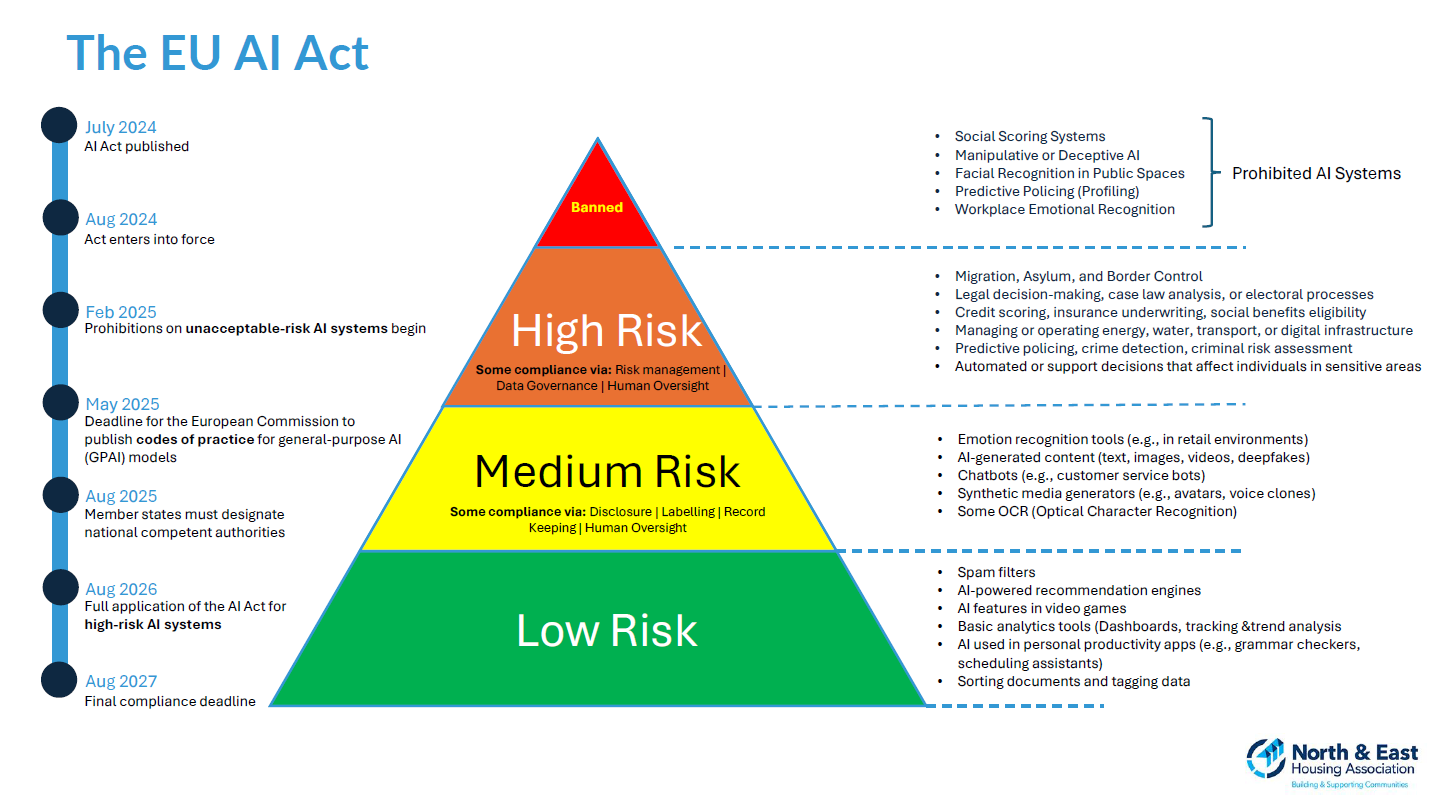 The EU AI Act
July 2024
AI Act published
Aug 2024
Act enters into force
Feb 2025
Prohibitions on unacceptable-risk AI systems begin
May 2025
Deadline for the European Commission to
publish codes of practice for general-purpose AI
(GPAI) models
Aug 2025
Member states must designate
national competent authorities
Aug 2026
Full application of the AI Act for
high-risk AI systems
Aug 2027
Final compliance deadline
Banned
High Risk
Some compliance via: Risk management |
Data Governance | Human Oversight
Medium Risk
Some compliance via: Disclosure | Labelling | Record
Keeping | Human Oversight
Low Risk
• Social Scoring Systems
• Manipulative or Deceptive AI
• Facial Recognition in Public Spaces
• Predictive Policing (Profiling)
• Workplace Emotional Recognition
Prohibited AI Systems
• Migration, Asylum, and Border Control
• Legal decision-making, case law analysis, or electoral processes
• Credit scoring, insurance underwriting, social benefits eligibility
• Managing or operating energy, water, transport, or digital infrastructure
• Predictive policing, crime detection, criminal risk assessment
• Automated or support decisions that affect individuals in sensitive areas
• Emotion recognition tools (e.g., in retail environments)
• AI-generated content (text, images, videos, deepfakes)
• Chatbots (e.g., customer service bots)
• Synthetic media generators (e.g., avatars, voice clones)
• Some OCR (Optical Character Recognition)
• Spam filters
• AI-powered recommendation engines
• AI features in video games
• Basic analytics tools (Dashboards, tracking &trend analysis
• AI used in personal productivity apps (e.g., grammar checkers,
scheduling assistants)
• Sorting documents and tagging data
North & East
Housing Association
Building & Supporting Communities